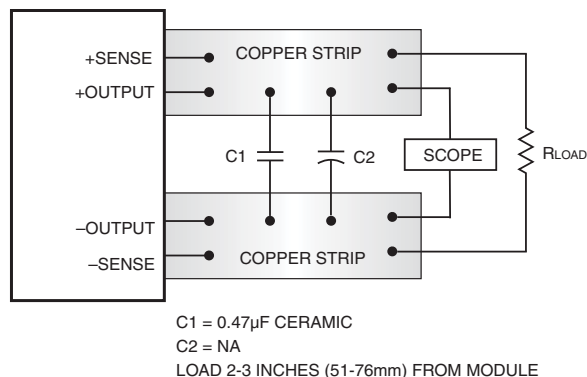 +SENSE
COPPER STRIP
+OUTPUT
C1
C2
SCOPE
RLOAD
–OUTPUT
–SENSE
COPPER STRIP
C1 = 0.47µF CERAMIC
C2 = NA
LOAD 2-3 INCHES (51-76mm) FROM MODULE